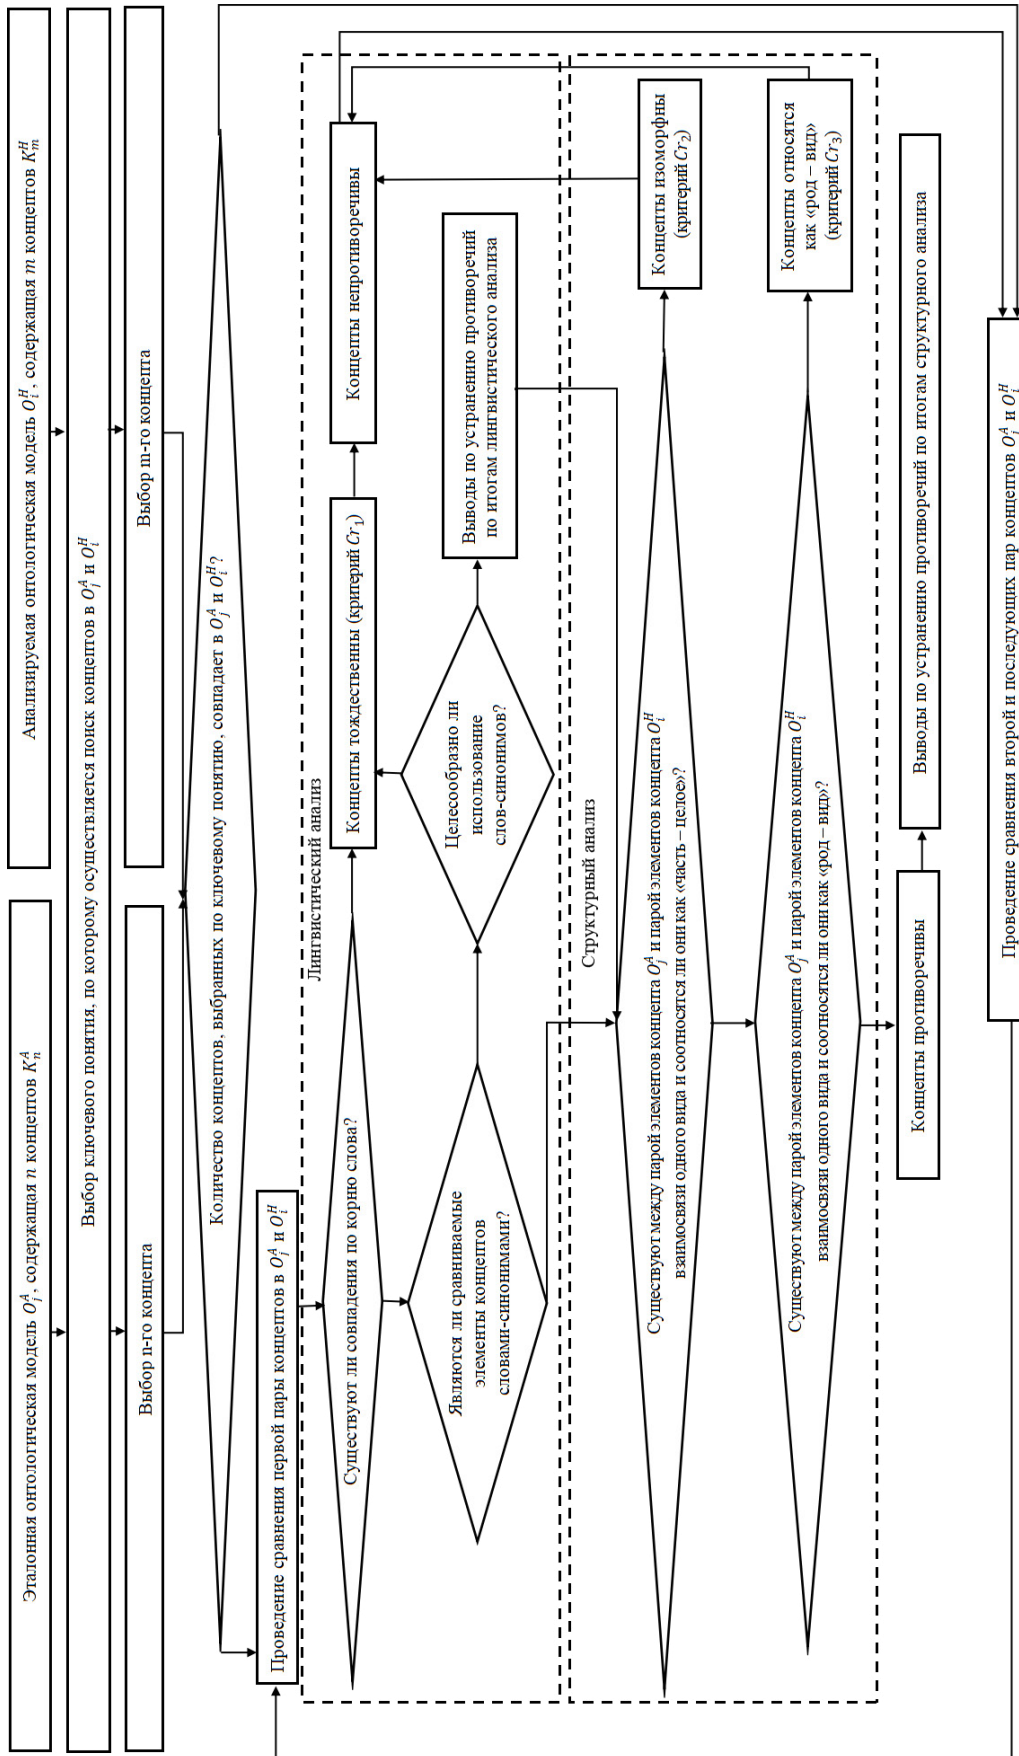 Эталонная онтологическая модель O_j^A, содержащая n концептов K_n^A
Анализируемая онтологическая модель O_i^H, содержащая m концептов K_m^H
Выбор ключевого понятия, по которому осуществляется поиск концептов в O_j^A и O_i^H
Выбор n-го концепта
Выбор m-го концепта
Количество концептов, выбранных по ключевому понятию, совпадает в O_j^A и O_i^H?
Проведение сравнения первой пары концептов в O_j^A и O_i^H
Лингвистический анализ
Существуют ли совпадения по корню слова?
Концепты тождественны (критерий Cr_1)
Концепты непротиворечивы
Являются ли сравниваемые
элементы концептов
словами-синонимами?
Целесообразно ли
использование
слов-синонимов?
Выводы по устранению противоречий
по итогам лингвистического анализа
Структурный анализ
Существуют между парой элементов концепта O_j^A и парой элементов концепта O_i^H
взаимосвязи одного вида и соотносятся ли они как «часть – целое»?
Концепты изоморфны
(критерий Cr_2)
Существуют между парой элементов концепта O_j^A и парой элементов концепта O_i^H
взаимосвязи одного вида и соотносятся ли они как «род – вид»?
Концепты относятся
как «род – вид»
(критерий Cr_3)
Концепты противоречивы
Выводы по устранению противоречий по итогам структурного анализа
Проведение сравнения второй и последующих пар концептов O_j^A и O_i^H